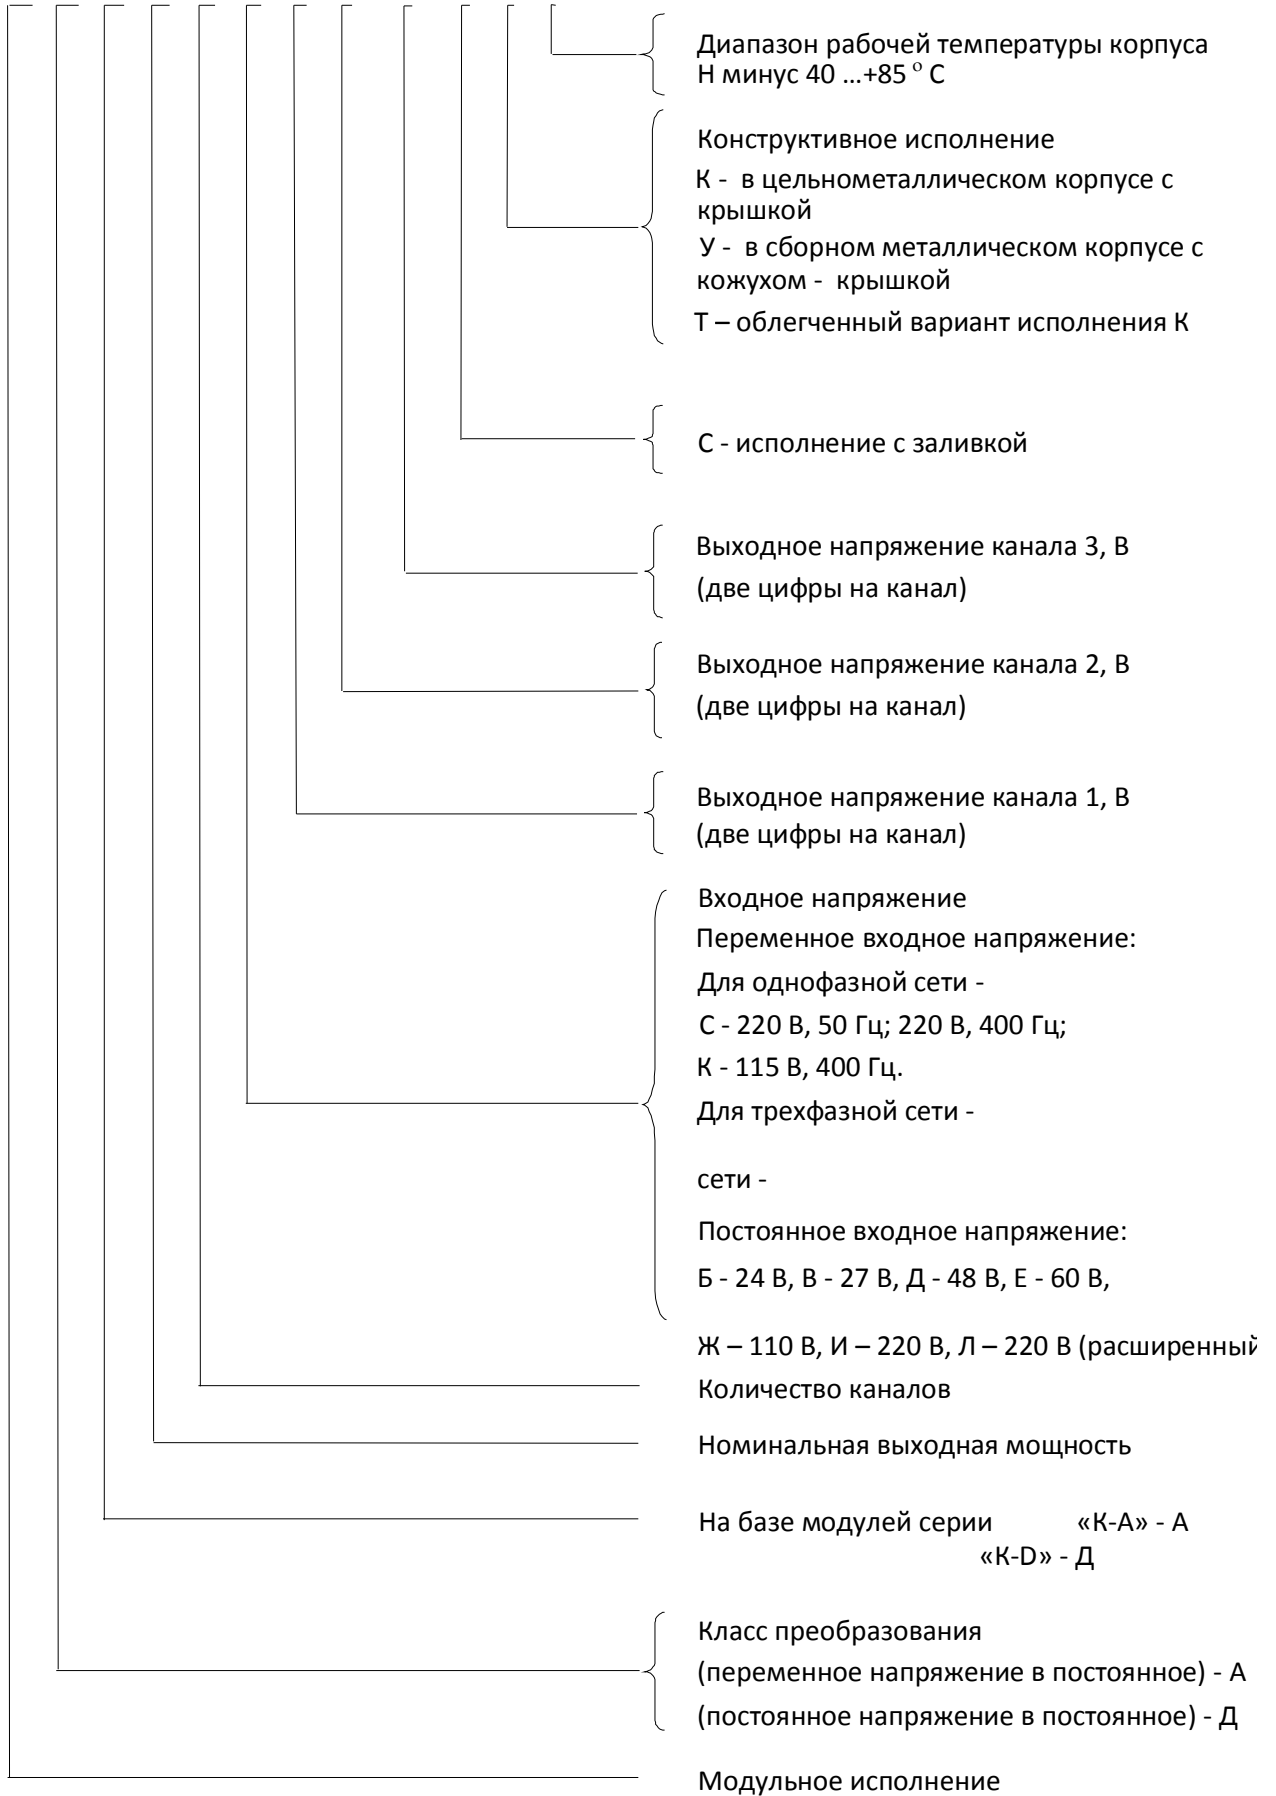 Диапазон рабочей температуры корпуса
Н минус 40 ...+85 º С
Конструктивное исполнение
К - в цельнометаллическом корпусе с
крышкой
У - в сборном металлическом корпусе с
кожухом - крышкой
Т – облегченный вариант исполнения К
С - исполнение с заливкой
Выходное напряжение канала 3, В
(две цифры на канал)
Выходное напряжение канала 2, В
(две цифры на канал)
Выходное напряжение канала 1, В
(две цифры на канал)
Входное напряжение
Переменное входное напряжение:
Для однофазной сети -
С - 220 В, 50 Гц; 220 В, 400 Гц;
К - 115 В, 400 Гц.
Для трехфазной сети -
сети -
Постоянное входное напряжение:
Б - 24 В, В - 27 В, Д - 48 В, Е - 60 В,
Ж – 110 В, И – 220 В, Л – 220 В (расширенный
Количество каналов
Номинальная выходная мощность
На базе модулей серии «К-А» - А
«К-D» - Д
Класс преобразования
(переменное напряжение в постоянное) - А
(постоянное напряжение в постоянное) - Д
Модульное исполнение